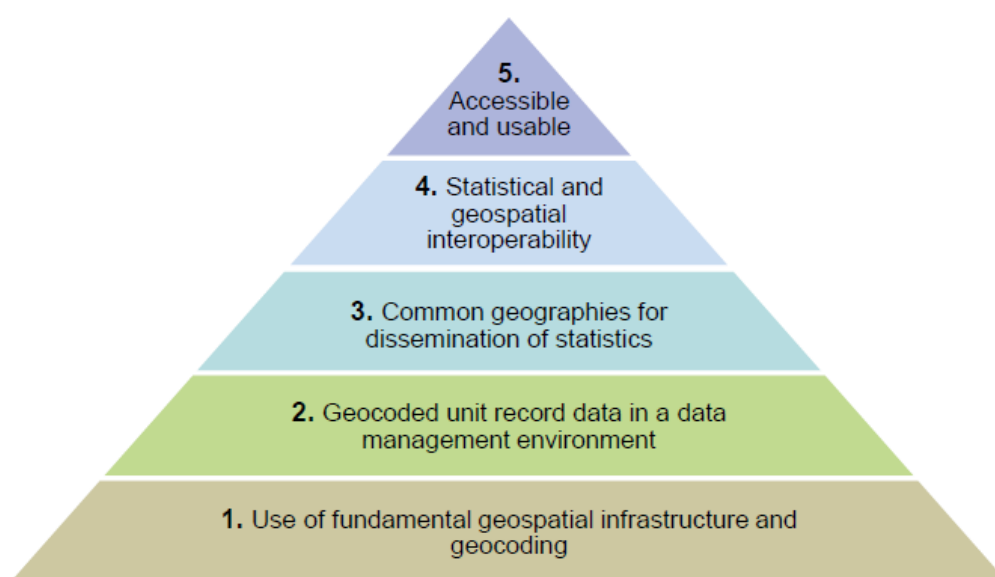 5.
Accessible
and usable
4. Statistical and
geospatial
interoperability
3. Common geographies for
dissemination of statistics
2. Geocoded unit record data in a data
management environment
1. Use of fundamental geospatial infrastructure and
geocoding